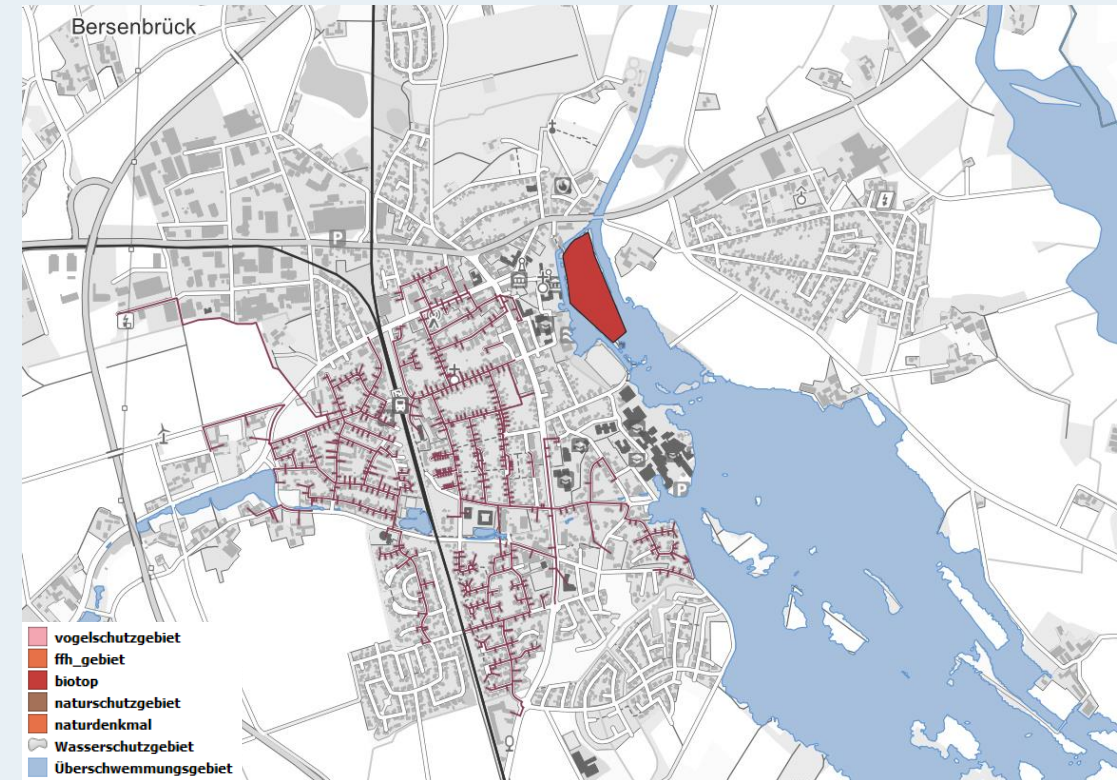 Bersenbrück
P
P
vogelschutzgebiet
ffh_gebiet
biotop
naturschutzgebiet
naturdenkmal
Wasserschutzgebiet
Überschwemmungsgebiet